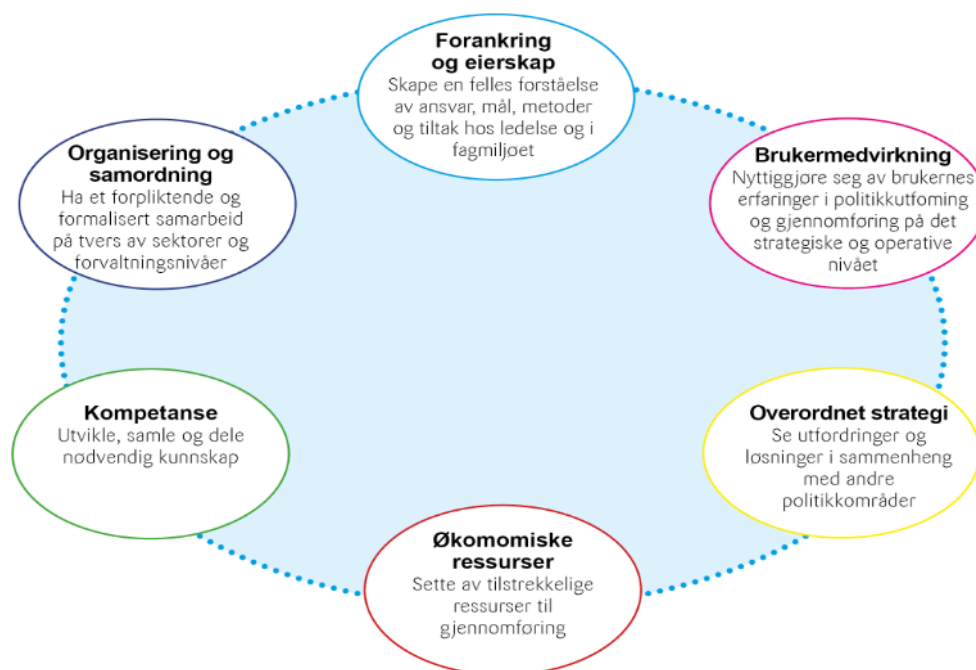 Forankring
og eierskap
Skape en felles forståelse
av ansvar, mål, metoder
og tiltak hos ledelse og i
fagmiljøet
Brukermedvirkning
Nyttiggjøre seg av brukernes
erfaringer i politikkutfoming
og gjennomføring på det
strategiske og operative
nivået
Overordnet strategi
Se utfordringer og
løsninger i sammenheng
med andre
politikkområder
Økomomiske
ressurser
Sette av tilstrekkelige
ressurser til
gjennomføring
Kompetanse
Utvikle, samle og dele
nødvendig kunnskap
Organisering og
samordning
Ha et forpliktende og
formalisert samarbeid
på tvers av sektorer og
forvaltningsnivåer